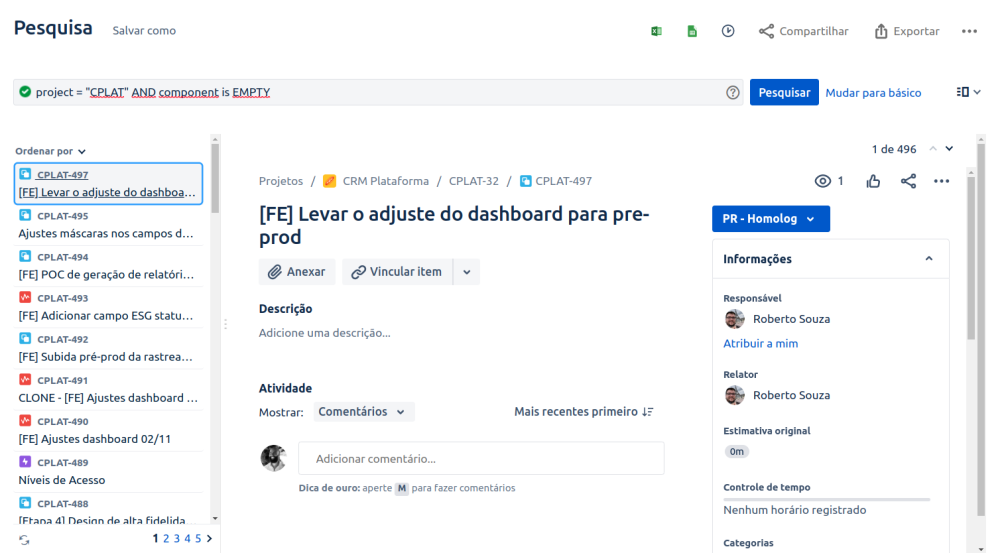 Pesquisa
Salvar como
Compartilhar
Exportar
project = "CPLAT" AND component is EMPTY
Pesquisar
Mudar para básico
Ordenar por
CPLAT-497
[FE] Levar o adjuste do dashboa...
CPLAT-495
Ajustes máscaras nos campos d...
CPLAT-494
[FE] POC de geração de relatóri...
CPLAT-493
[FE] Adicionar campo ESG statu...
CPLAT-492
[FE] Subida pré-prod da rastrea...
CPLAT-491
CLONE - [FE] Ajustes dashboard ...
CPLAT-490
[FE] Ajustes dashboard 02/11
CPLAT-489
Níveis de Acesso
CPLAT-488
[Etapa 4] Design de alta fidelida
1 2 3 4 5
1 de 496
Projetos / CRM Plataforma / CPLAT-32 / CPLAT-497
1
[FE] Levar o adjuste do dashboard para pre-
prod
Anexar
Vincular item
Descrição
Adicione uma descrição...
Atividade
Mostrar: Comentários
Mais recentes primeiro
Adicionar comentário...
Dica de ouro: aperte M para fazer comentários
PR - Homolog
Informações
Responsável
Roberto Souza
Atribuir a mim
Relator
Roberto Souza
Estimativa original
0m
Controle de tempo
Nenhum horário registrado
Categorias